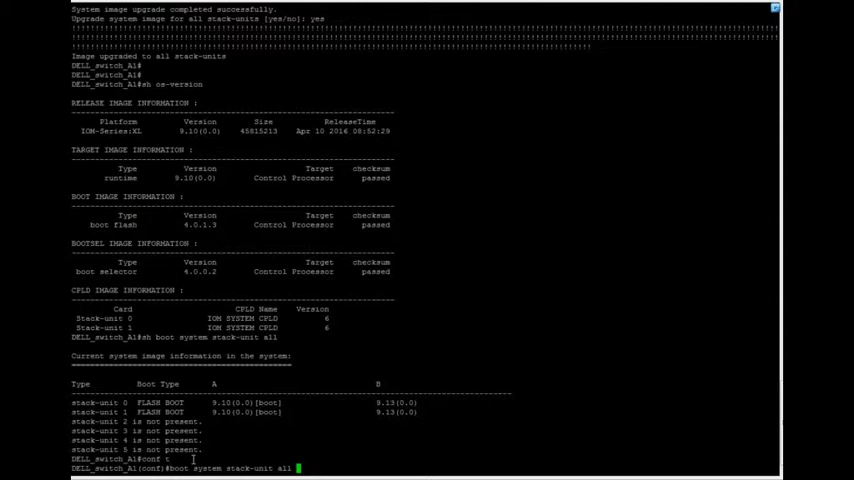 System image upgrade completed successfully.
Upgrade system image for all stack-units [yes/no]: yes
!!!!!!!!!!!!!!!!!!!!!!!!!!!!!!!!!!!!!!!!!!!!!!!!!!!!!!!!!!!!!!!!!!!!!!!!!!!!!!!!!!!!!!!!!!!!!!!!!!!!!!!!!!!!!!!!!!!!!!!!!!!!!!!!!!!!!!!!!!!!!!!!!!!!!!!
!!!!!!!!!!!!!!!!!!!!!!!!!!!!!!!!!!!!!!!!!!!!!!!!!!!!!!!!!!!!!!!!!!!!!!!!!!!!!!!!!!!!!!!!!!!!!!!!!!!!!!!!!!!!!!!!!!!!!!!!!!!!!!!!!!!!!!!!!!!!!!!!!!!!!!!
!!!!!!!!!!!!!!!!!!!!!!!!!!!!!!!!!!!!!!!!!!!!!!!!!!!!!!!!!!!!!!!!!!!!!!!!!!!!!!!!!!!!!!!!!!!!!!!!!!!!!!!!!!!!!!!
Image upgraded to all stack-units
DELL_switch_A1#
DELL_switch_A1#
DELL_switch_A1#sh os-version
RELEASE IMAGE INFORMATION :
Platform Version Size ReleaseTime
IOM-Series:XL 9.10(0.0) 45815213 Apr 10 2016 08:52:29
TARGET IMAGE INFORMATION :
Type Version Target checksum
runtime 9.10(0.0) Control Processor passed
BOOT IMAGE INFORMATION :
Type Version Target checksum
boot flash 4.0.1.3 Control Processor passed
BOOTSEL IMAGE INFORMATION :
Type Version Target checksum
boot selector 4.0.0.2 Control Processor passed
CPLD IMAGE INFORMATION :
Card CPLD Name Version
Stack-unit 0 IOM SYSTEM CPLD 6
Stack-unit 1 IOM SYSTEM CPLD 6
DELL_switch_A1#sh boot system stack-unit all
Current system image information in the system:
Type Boot Type A B
stack-unit 0 FLASH BOOT 9.10(0.0)[boot] 9.13(0.0)
stack-unit 1 FLASH BOOT 9.10(0.0)[boot] 9.13(0.0)
stack-unit 2 is not present.
stack-unit 3 is not present.
stack-unit 4 is not present.
stack-unit 5 is not present.
DELL_switch_A1#conf t
DELL_switch_A1(conf)#boot system stack-unit all